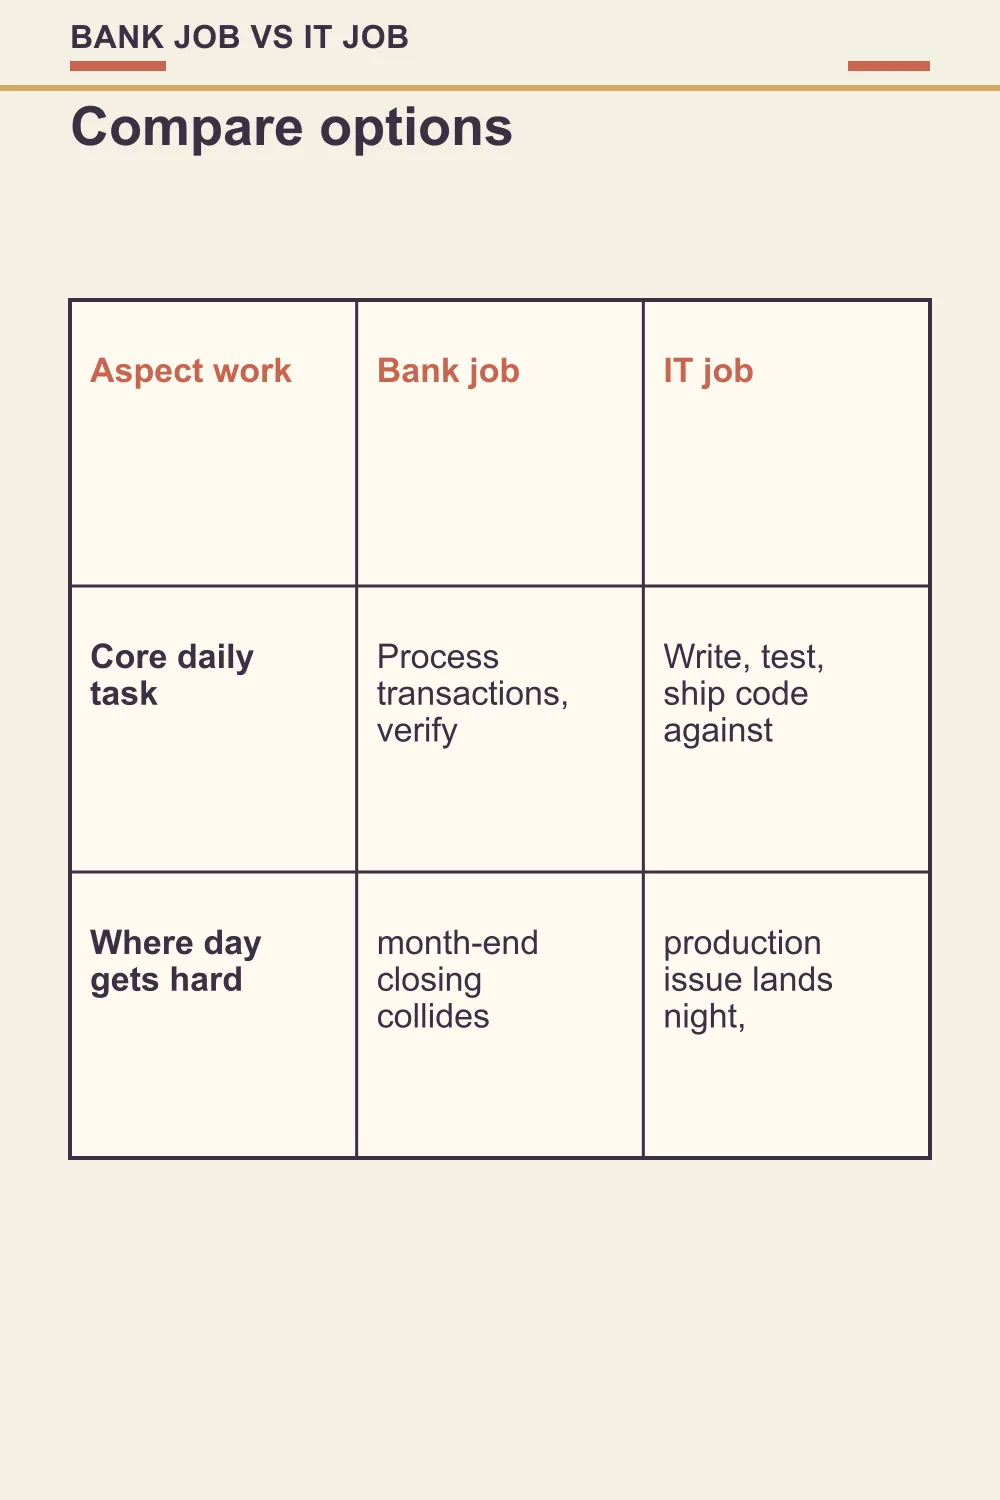 BANK JOB VS IT JOB
Compare options
Aspect work
Bank job
IT job
Core daily
task
Process
transactions,
verify
Write, test,
ship code
against
Where day
gets hard
month-end
closing
collides
production
issue lands
night,